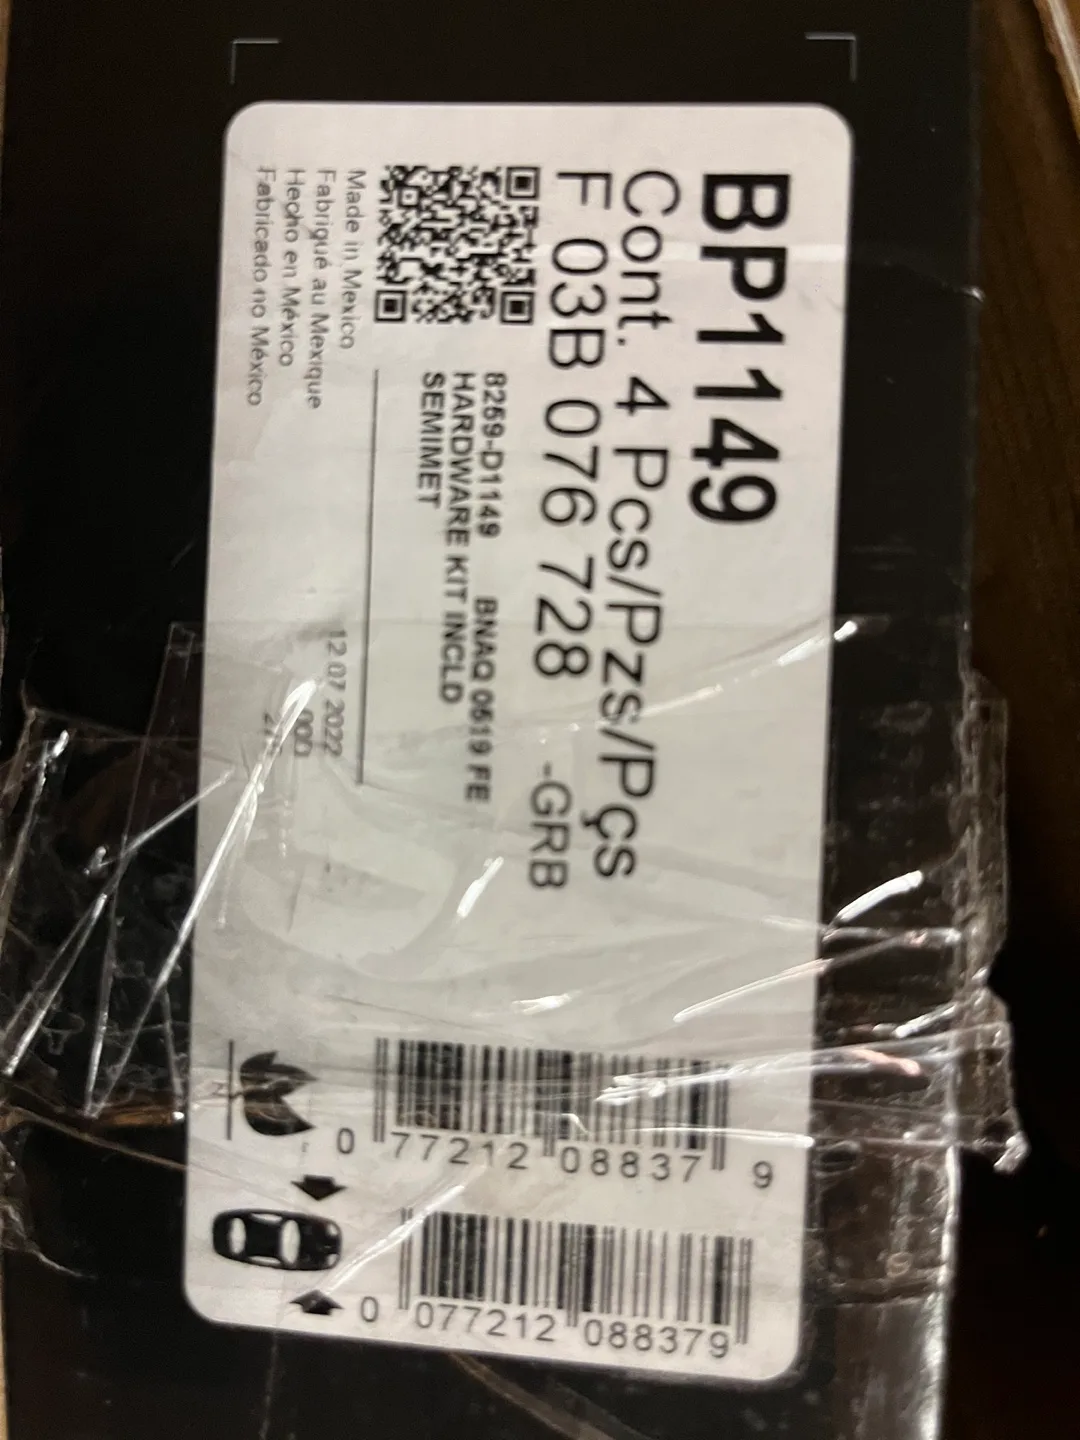 BP1149
Cont. 4 Pcs/Pzs/Pçs
F 03B 076 728 -GRB
8259-D1149 BNAQ 0519 FE
HARDWARE KIT INCLD
SEMIMET
Made in Mexico
Fabriqué au Mexique
Hecho en México
Fabricado no México
12 07 2022
0 77212 08837 9
0 077212 088379